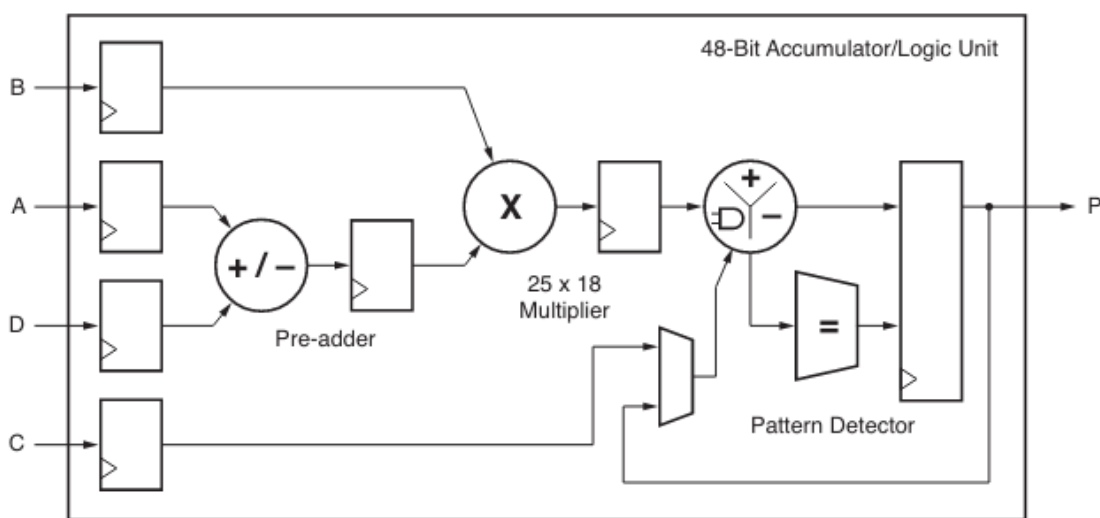 48-Bit Accumulator/Logic Unit
B
A
D
C
+ / −
Pre-adder
X
25 x 18
Multiplier
+
−
=
Pattern Detector
P